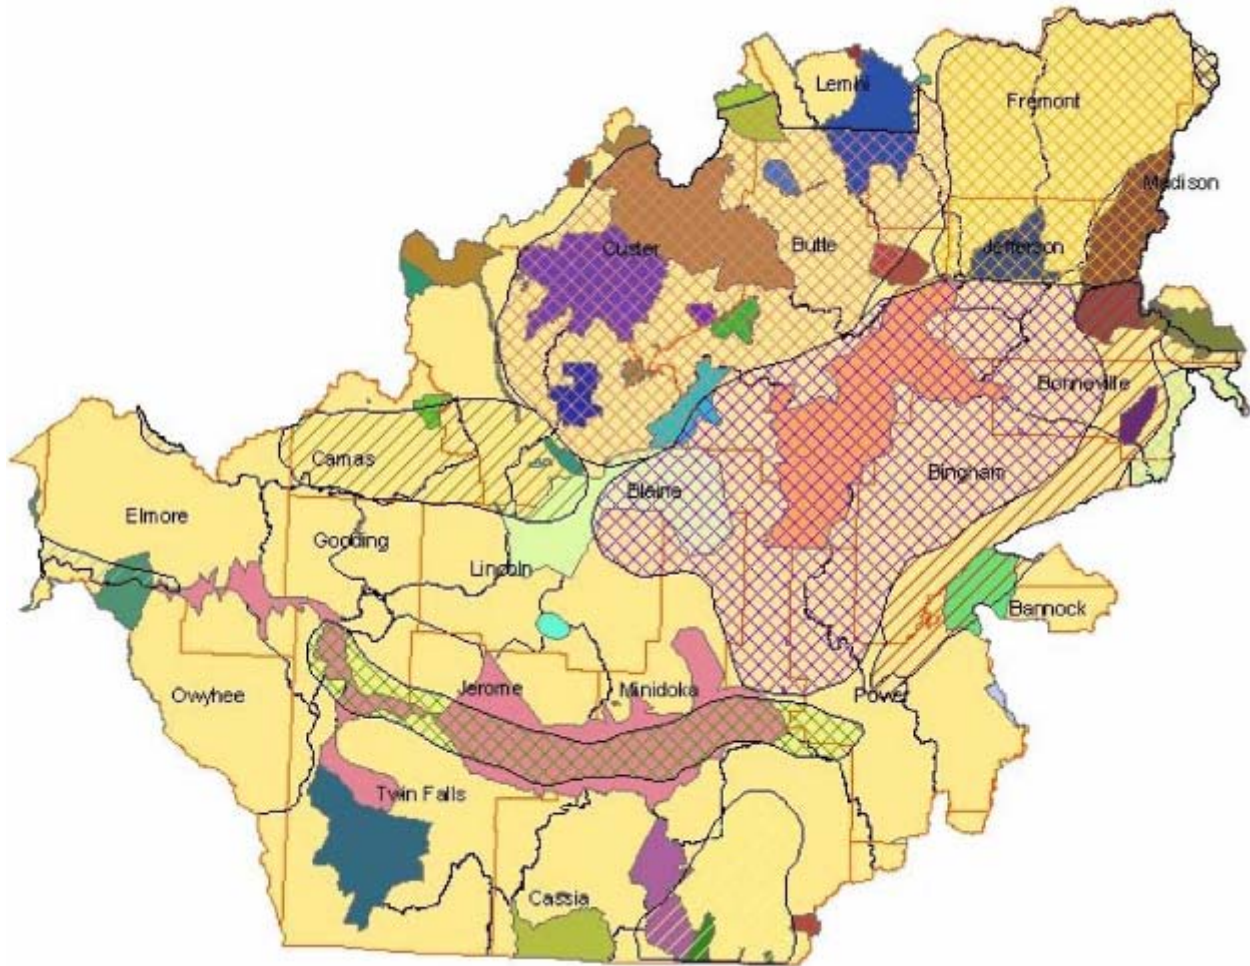 Lemhi
Fremont
Madison
Custer
Butte
Jefferson
Bonneville
Camas
Blaine
Bingham
Elmore
Gooding
Lincoln
Bannock
Owyhee
Jerome
Minidoka
Power
Twin Falls
Cassia